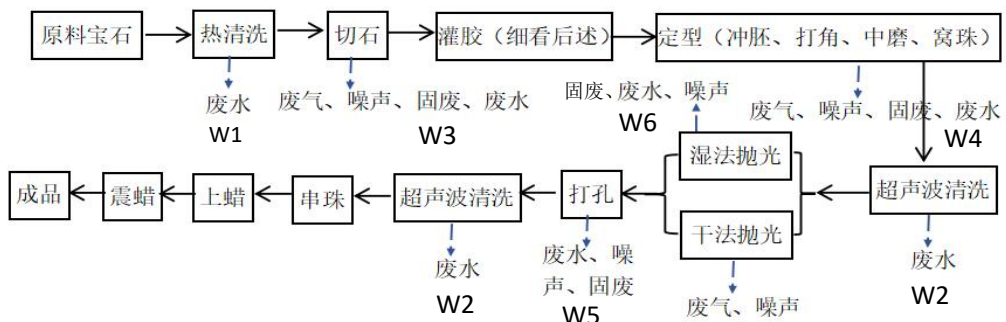 原料宝石
热清洗
切石
灌胶（细看后述）
定型（冲胚、打角、中磨、窝珠）
废水
W1
废气、噪声、固废、废水
W3
固废、废水、噪声
W6
废气、噪声、固废、废水
W4
成品
震蜡
上蜡
串珠
超声波清洗
打孔
湿法抛光
干法抛光
超声波清洗
废水
W2
废水、噪
声、固废
W5
废气、噪声
废水
W2